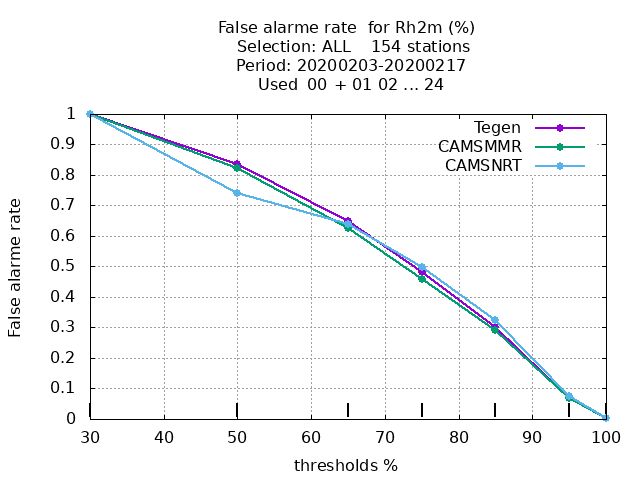 False alarme rate  for Rh2m (%)
Selection: ALL    154 stations
Period: 20200203-20200217
Used  00  + 01 02 ... 24
1
0.9
0.8
0.7
0.6
0.5
0.4
0.3
0.2
0.1
0
False alarme rate
Tegen
CAMSMMR
CAMSNRT
30 40 50 60 70 80 90 100
thresholds %